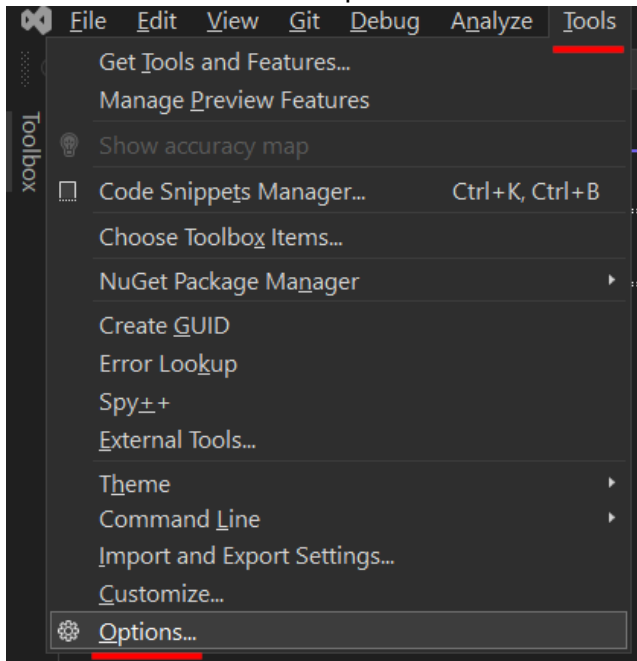 File Edit View Git Debug Analyze Tools
Toolbox
Get Tools and Features...
Manage Preview Features
Show accuracy map
Code Snippets Manager... Ctrl+K, Ctrl+B
Choose Toolbox Items...
NuGet Package Manager
Create GUID
Error Lookup
Spy++
External Tools...
Theme
Command Line
Import and Export Settings...
Customize...
Options...